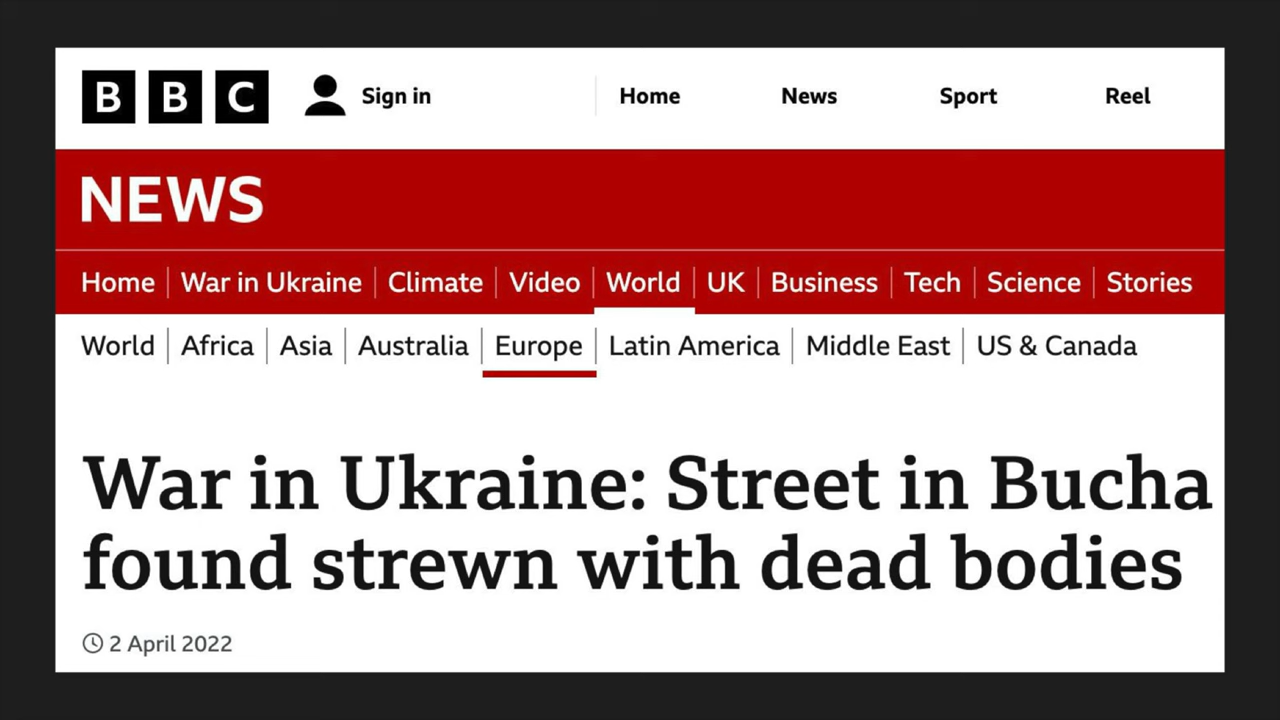 BBC Sign in Home News Sport Reel
NEWS
Home War in Ukraine Climate Video World UK Business Tech Science Stories
World Africa Asia Australia Europe Latin America Middle East US & Canada
War in Ukraine: Street in Bucha
found strewn with dead bodies
2 April 2022